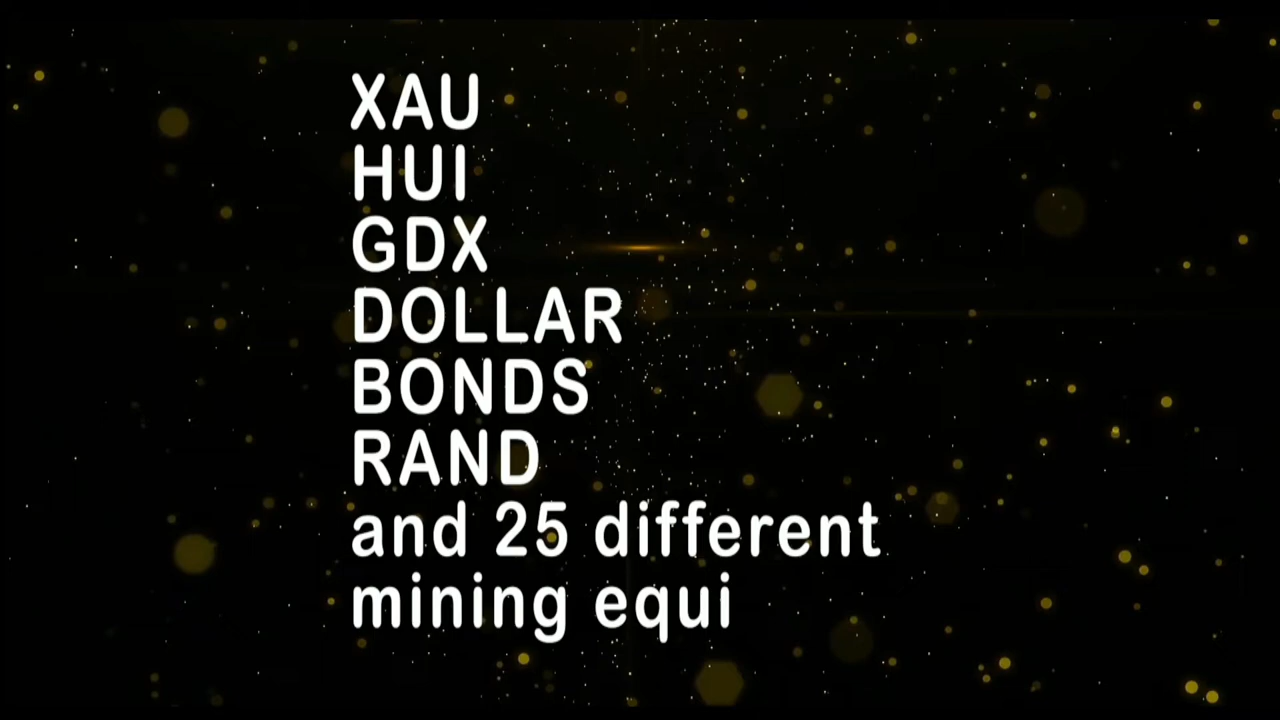 XAU
HUI
GDX
DOLLAR
BONDS
RAND
and 25 different
mining equi